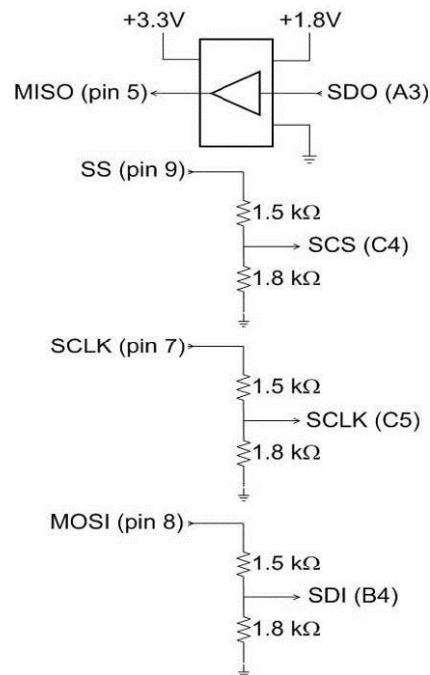 +3.3V +1.8V
MISO (pin 5) SDO (A3)
SS (pin 9)
1.5 kΩ
SCS (C4)
1.8 kΩ
SCLK (pin 7)
1.5 kΩ
SCLK (C5)
1.8 kΩ
MOSI (pin 8)
1.5 kΩ
SDI (B4)
1.8 kΩ